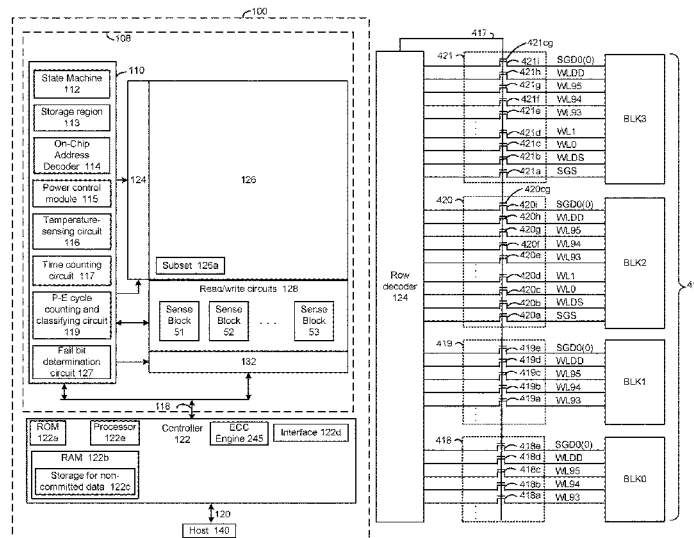 100
108
110
State Machine
112
Storage region
113
On-Chip
Address
Decoder 114
Power control
module 115
Temperature-
sensing circuit
116
Time counting
circuit 117
P-E cycle
counting and
classifying circuit
119
Fail bit
determination
circuit 127
124
126
Subset 126a
Read/write circuits 128
Sense
Block
51
Sense
Block
52
. . .
Sense
Block
53
132
118
ROM
122a
Processor
122e
Controller
122
ECC
Engine 245
Interface 122d
RAM 122b
Storage for non-
committed data 122c
120
Host 140
417
421cg
421
421i SGD0(0)
421h WLDD
421g WL95
421f WL94
421e WL93
421d WL1
421c WL0
421b WLDS
421a SGS
BLK3
420cg
420
420i SGD0(0)
420h WLDD
420g WL95
420f WL94
420e WL93
420d WL1
420c WL0
420b WLDS
420a SGS
BLK2
Row
decoder
124
419
419e SGD0(0)
419d WLDD
419c WL95
419b WL94
419a WL93
BLK1
418
418e SGD0(0)
418d WLDD
418c WL95
418b WL94
418a WL93
BLK0